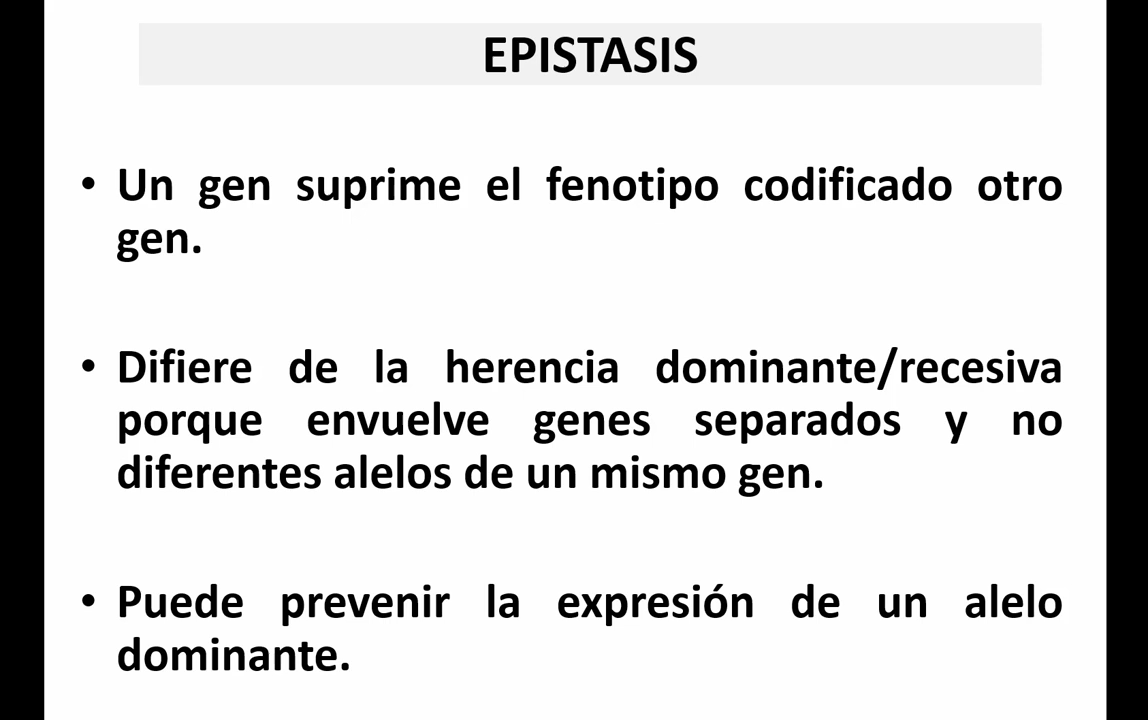 EPISTASIS
• Un gen suprime el fenotipo codificado otro
gen.
• Difiere de la herencia dominante/recesiva
porque envuelve genes separados y no
diferentes alelos de un mismo gen.
• Puede prevenir la expresión de un alelo
dominante.